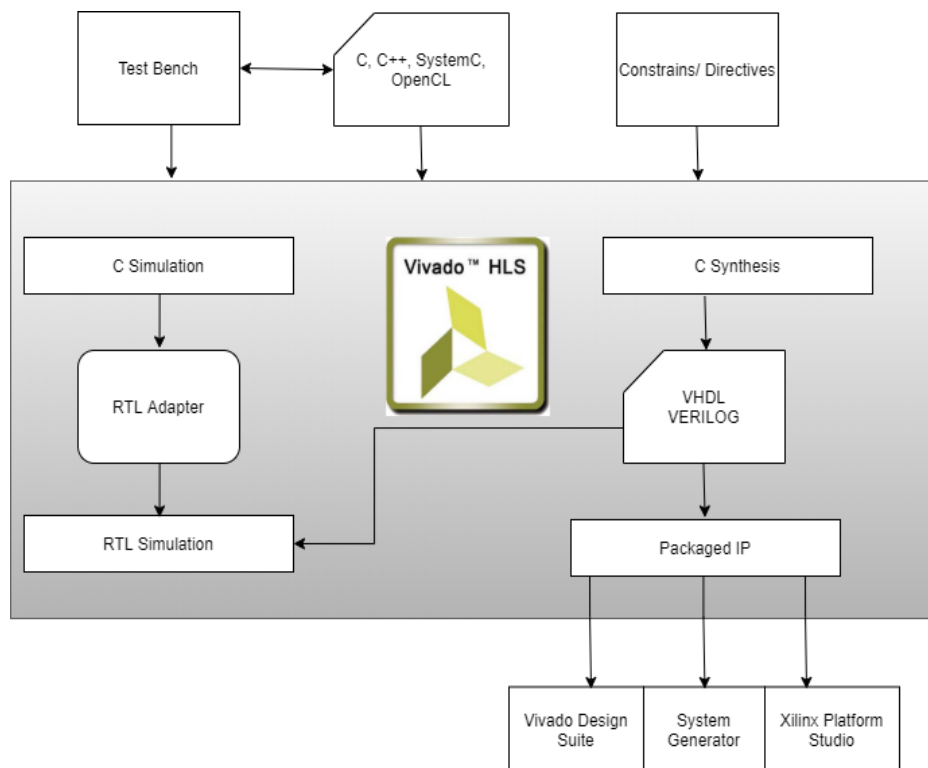 Test Bench
C, C++, SystemC,
OpenCL
Constrains/ Directives
C Simulation
Vivado™ HLS
C Synthesis
RTL Adapter
VHDL
VERILOG
RTL Simulation
Packaged IP
Vivado Design
Suite
System
Generator
Xilinx Platform
Studio